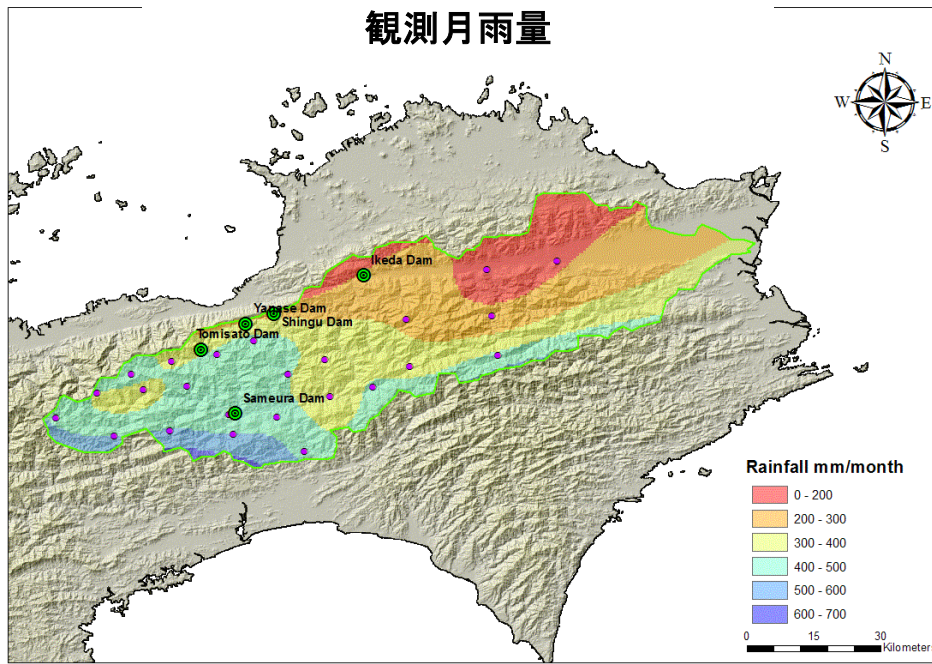 観測月雨量
N
W E
S
Ikeda Dam
Yanase Dam
Shingu Dam
Tomisato Dam
Sameura Dam
Rainfall mm/month
0 - 200
200 - 300
300 - 400
400 - 500
500 - 600
600 - 700
0 15 30
Kilometer